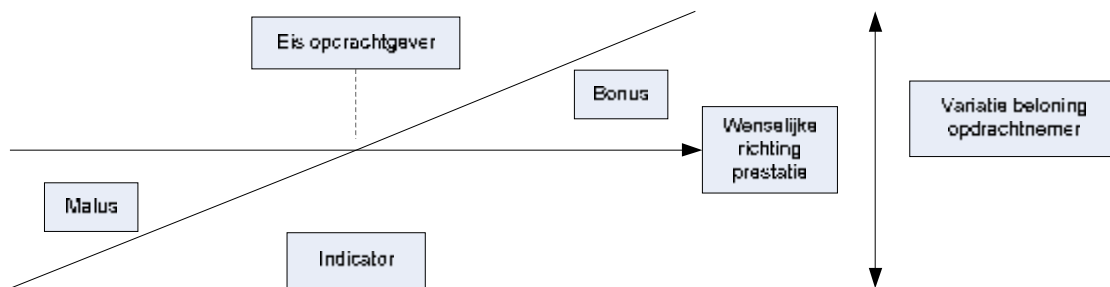 Eis opdrachtgever
Bonus
Variatie beloning
opdrachtnemer
Wenselijke
richting
prestatie
Malus
Indicator